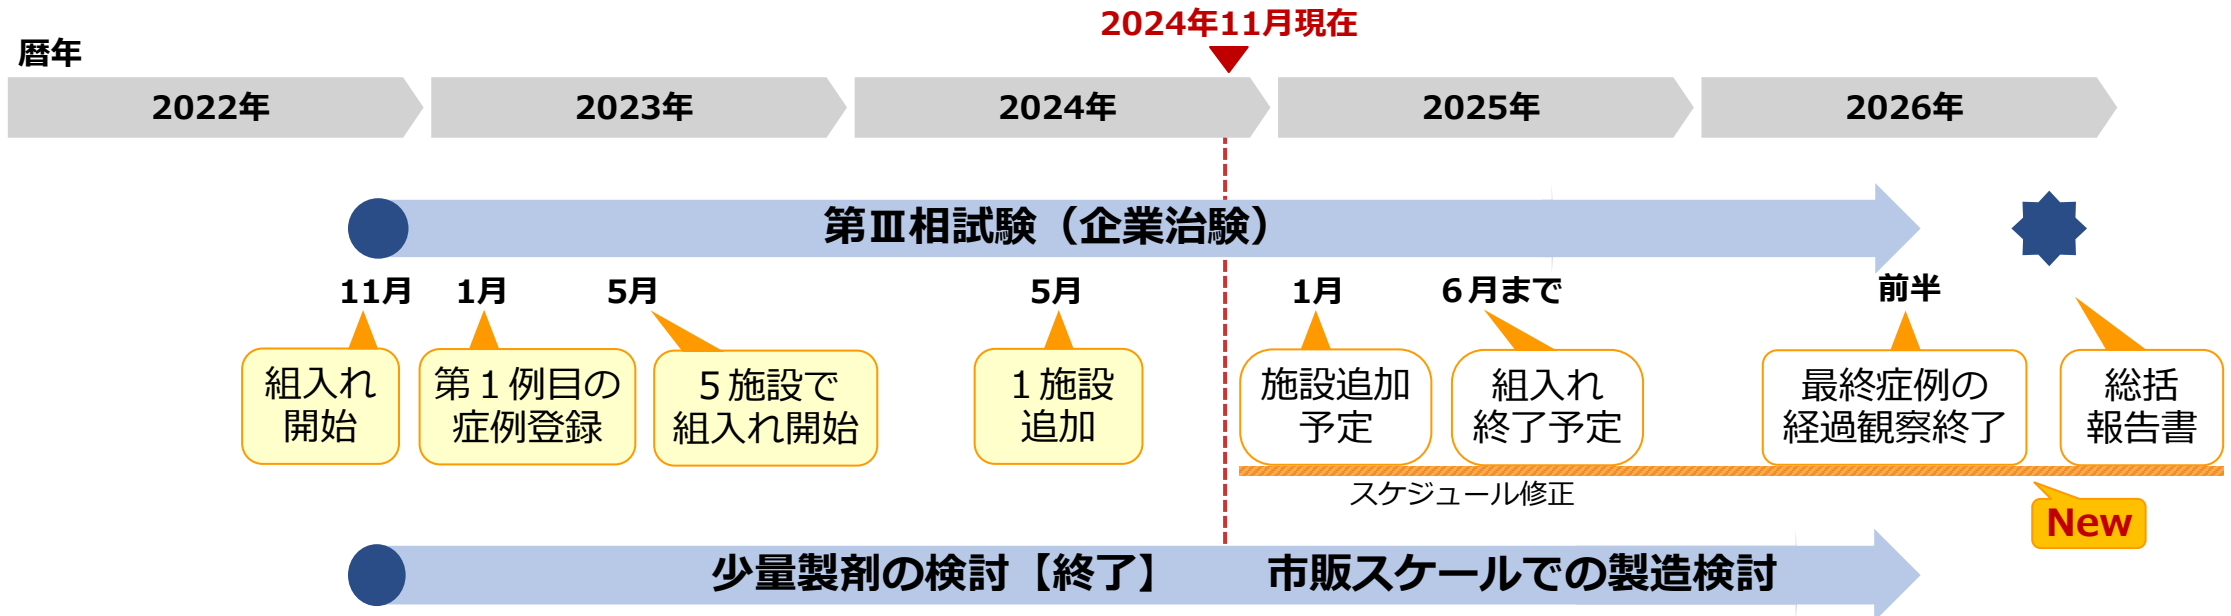 2024年11月現在
暦年
2022年
2023年
2024年
2025年
2026年
第Ⅲ相試験（企業治験）
11月
1月
5月
5月
1月
６月まで
前半
組入れ
開始
第１例目の
症例登録
５施設で
組入れ開始
１施設
追加
施設追加
予定
組入れ
終了予定
最終症例の
経過観察終了
総括
報告書
スケジュール修正
New
少量製剤の検討【終了】
市販スケールでの製造検討